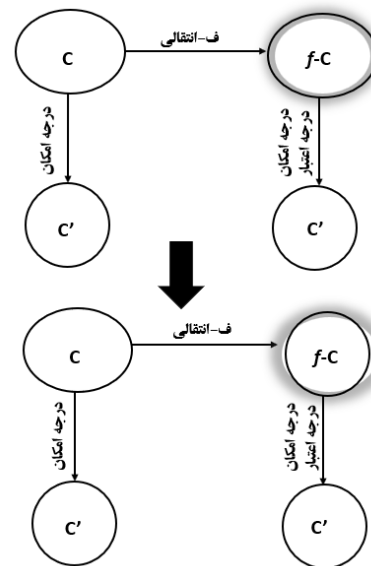 ف-انتقالی
C
f-C
درجه امکان
درجه امکان
درجه اعتبار
C’
C’
ف-انتقالی
C
f-C
درجه امکان
درجه امکان
درجه اعتبار
C’
C’